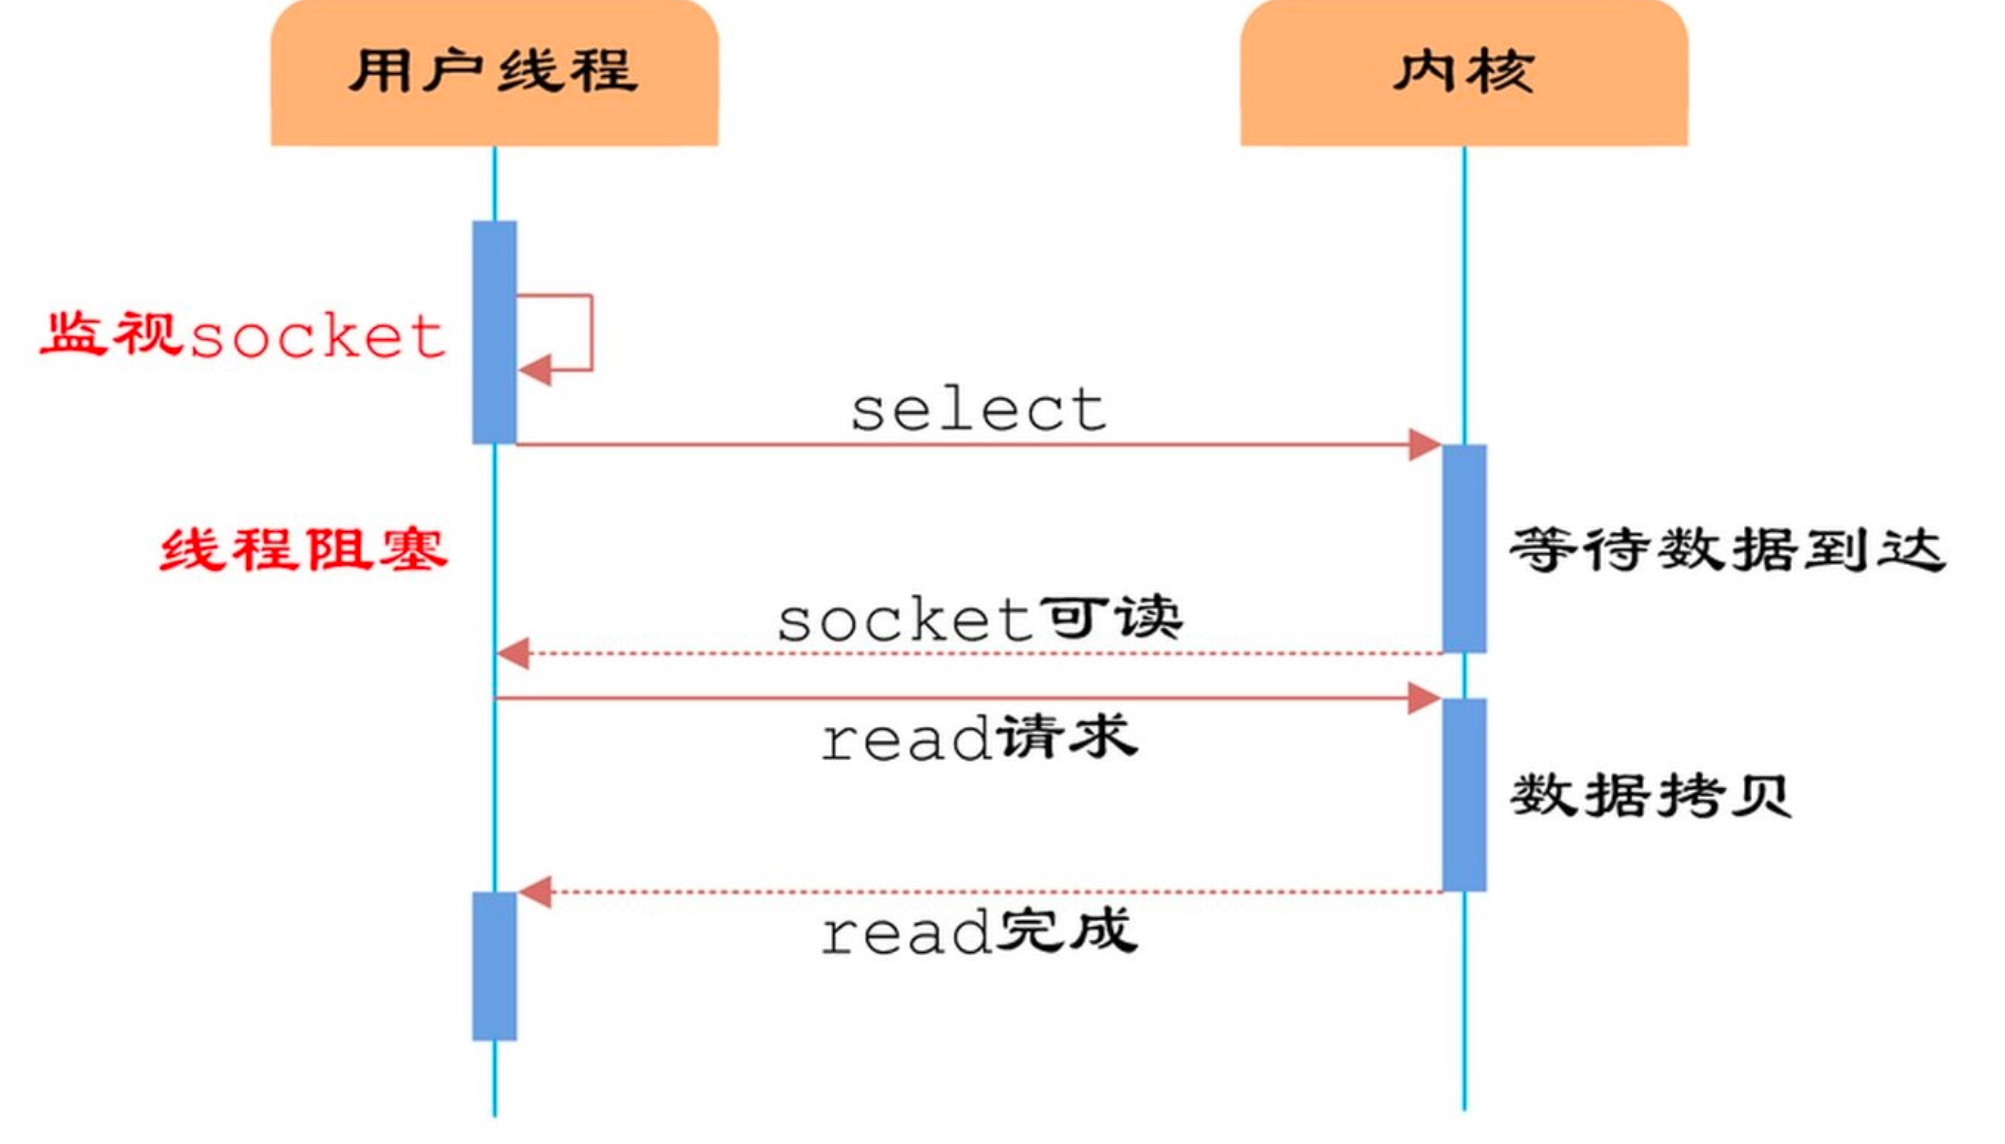 用户线程
内核
监视socket
select
线程阻塞
等待数据到达
socket可读
read请求
数据拷贝
read完成